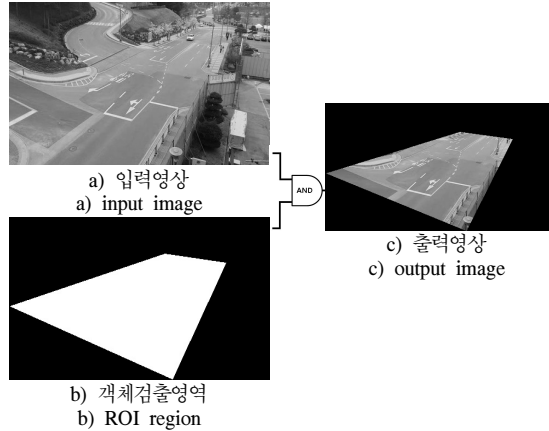 a) 입력영상
a) input image
AND
b) 객체검출영역
b) ROI region
c) 출력영상
c) output image